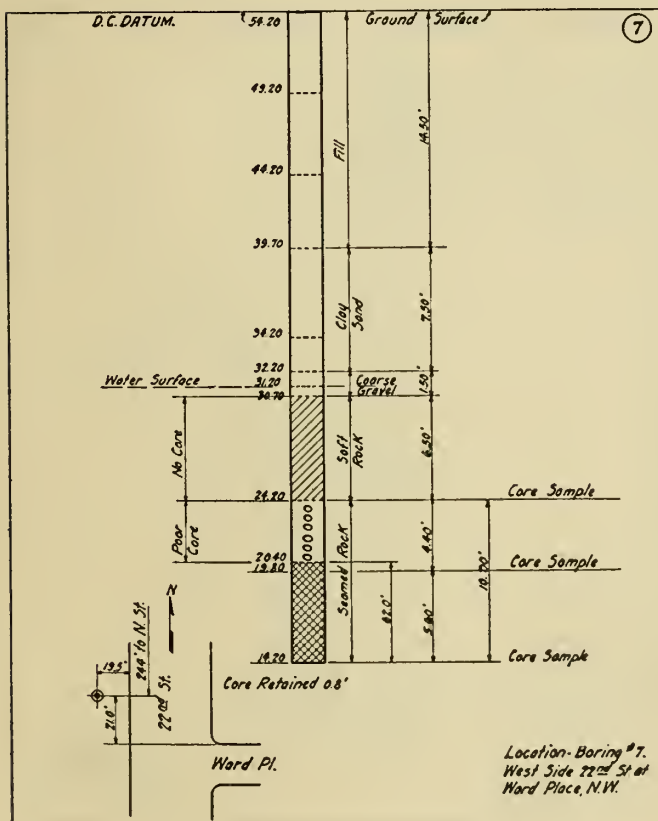 D.C. DATUM.
54.20
Ground Surface
7
49.20
14.50'
Fill
44.20
39.70
Clay
Sand
7.50'
34.20
32.20
Water Surface
31.20
Coarse
Gravel
1.50'
30.70
No Core
Soft
Rock
6.50'
24.20
Core Sample
Poor
Core
Seamed Rock
4.40'
10.00'
20.40
19.80
Core Sample
5.60'
14.20
Core Sample
N
244' to N. St.
19.5'
Core Retained 0.8'
21.0'
22nd St.
Ward Pl.
Location-Boring #7.
West Side 22nd St at
Ward Place, N.W.